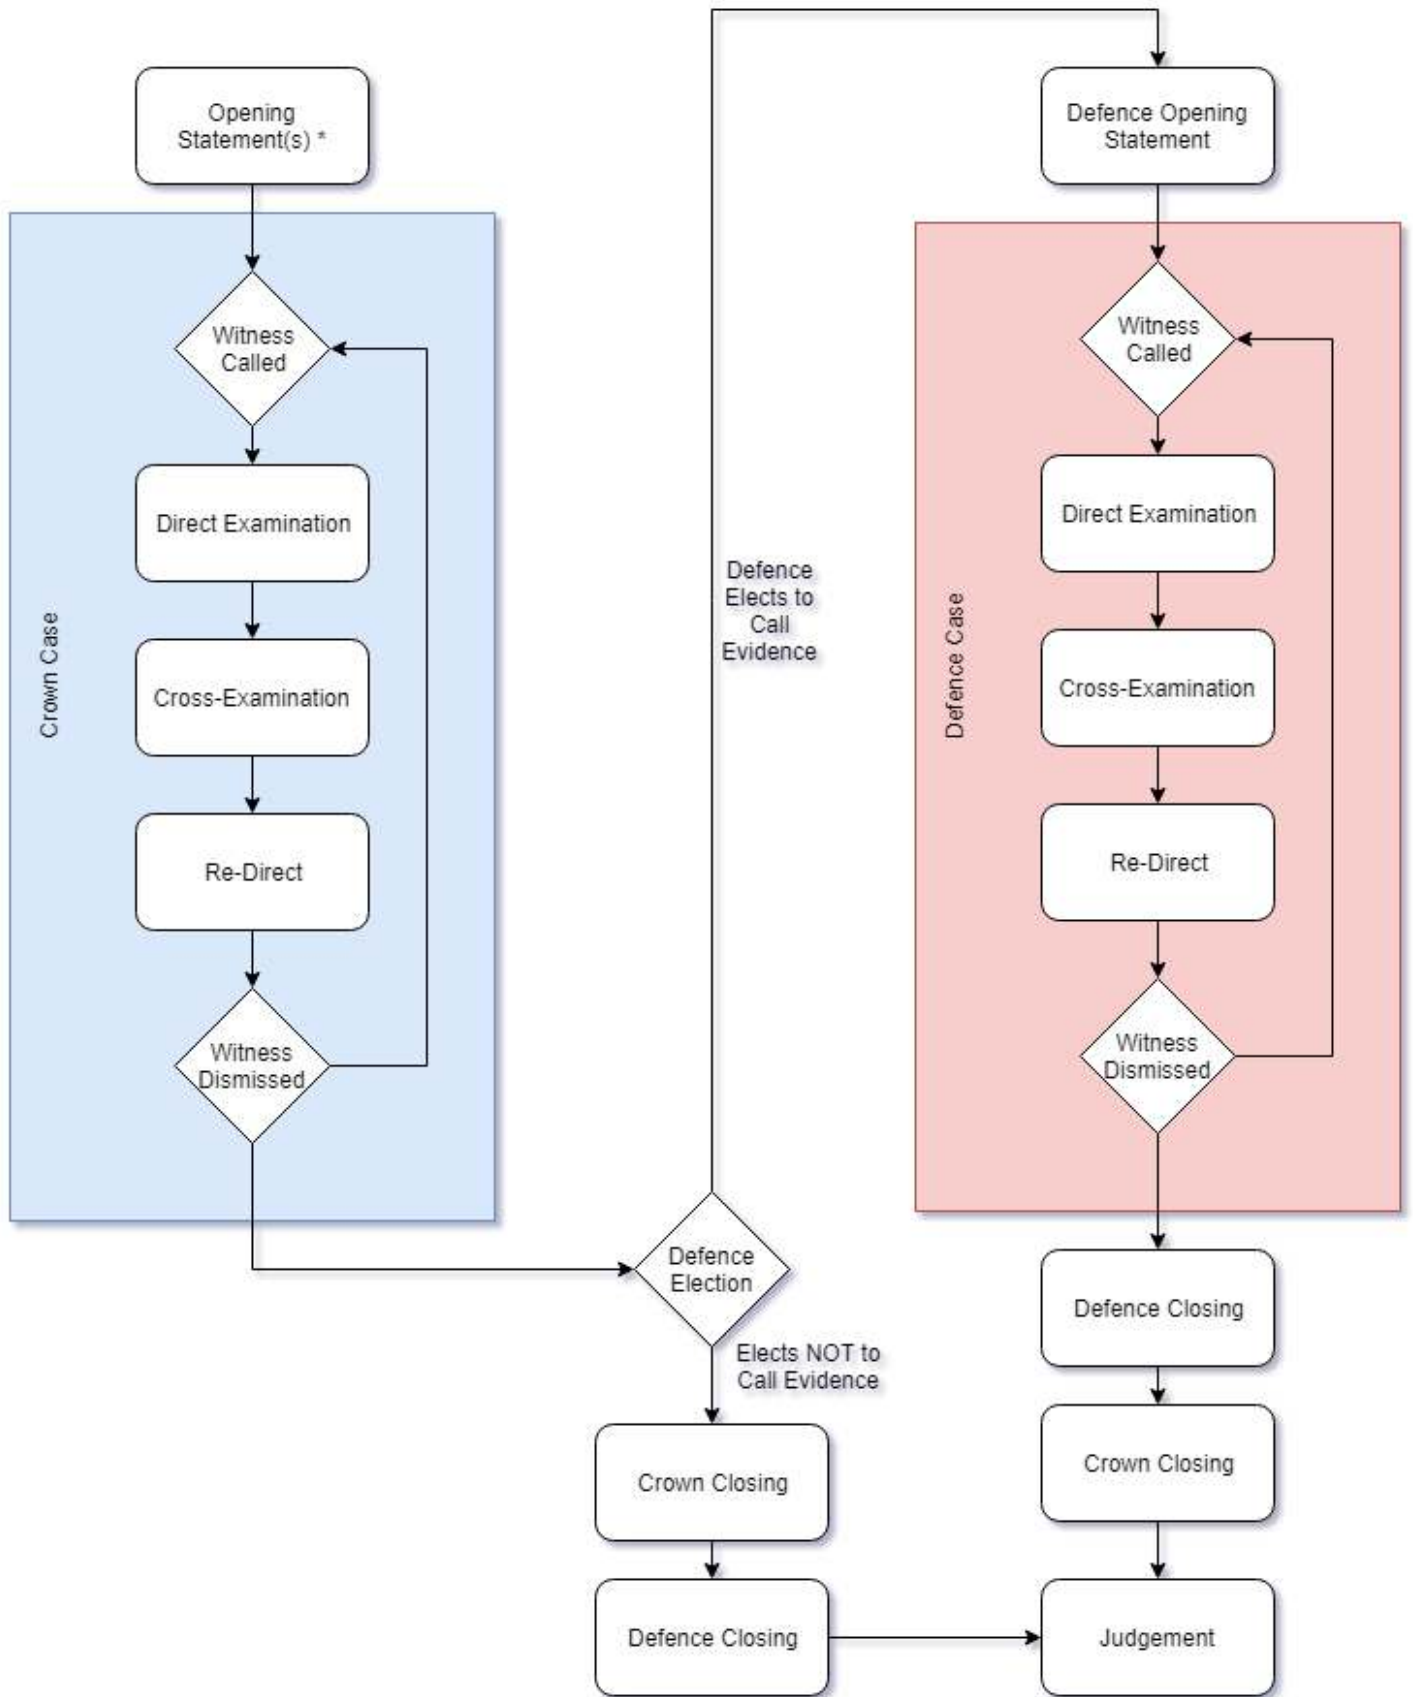 Opening
Statement(s) *
Crown Case
Witness
Called
Direct Examination
Cross-Examination
Re-Direct
Witness
Dismissed
Defence
Elects to
Call
Evidence
Defence
Election
Elects NOT to
Call Evidence
Crown Closing
Defence Closing
Defence Opening
Statement
Defence Case
Witness
Called
Direct Examination
Cross-Examination
Re-Direct
Witness
Dismissed
Defence Closing
Crown Closing
Judgement